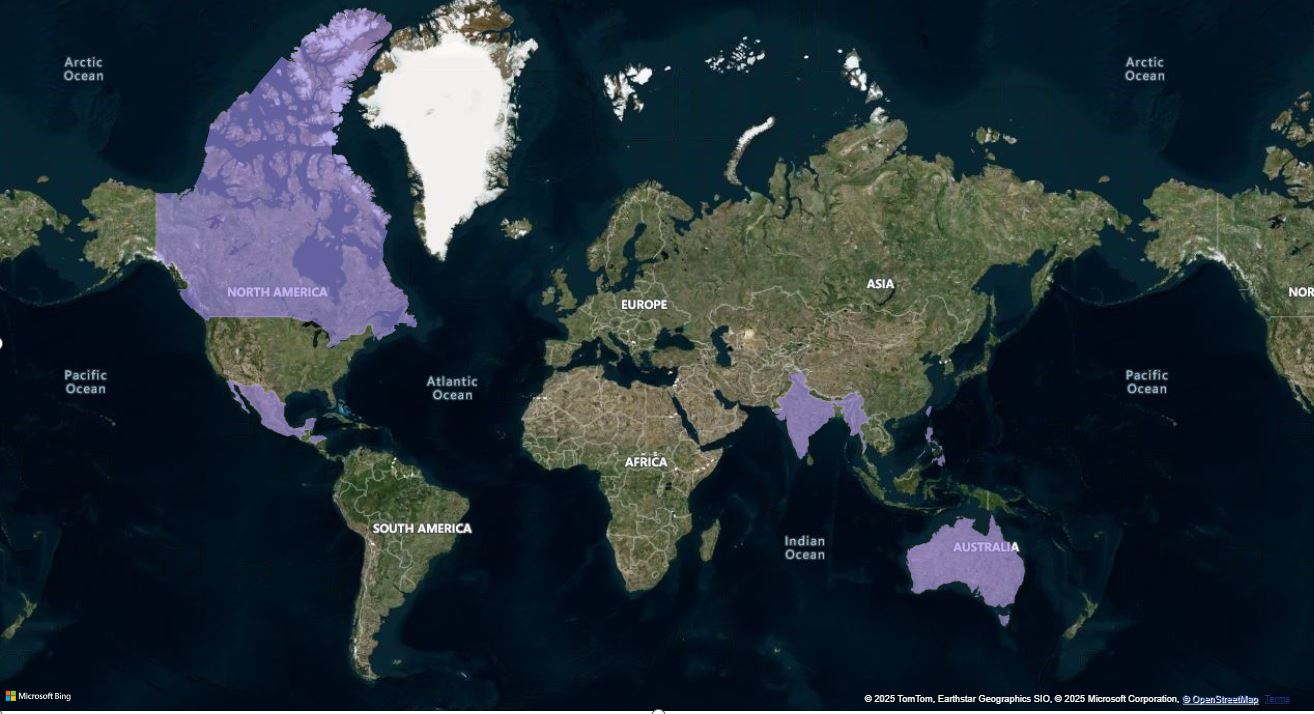 Arctic
Ocean
Arctic
Ocean
NORTH AMERICA
EUROPE
ASIA
NOR
Pacific
Ocean
Atlantic
Ocean
Pacific
Ocean
AFRICA
SOUTH AMERICA
Indian
Ocean
AUSTRALIA
Microsoft Bing
© 2025 TomTom, Earthstar Geographics SIO, © 2025 Microsoft Corporation, © OpenStreetMap Terms